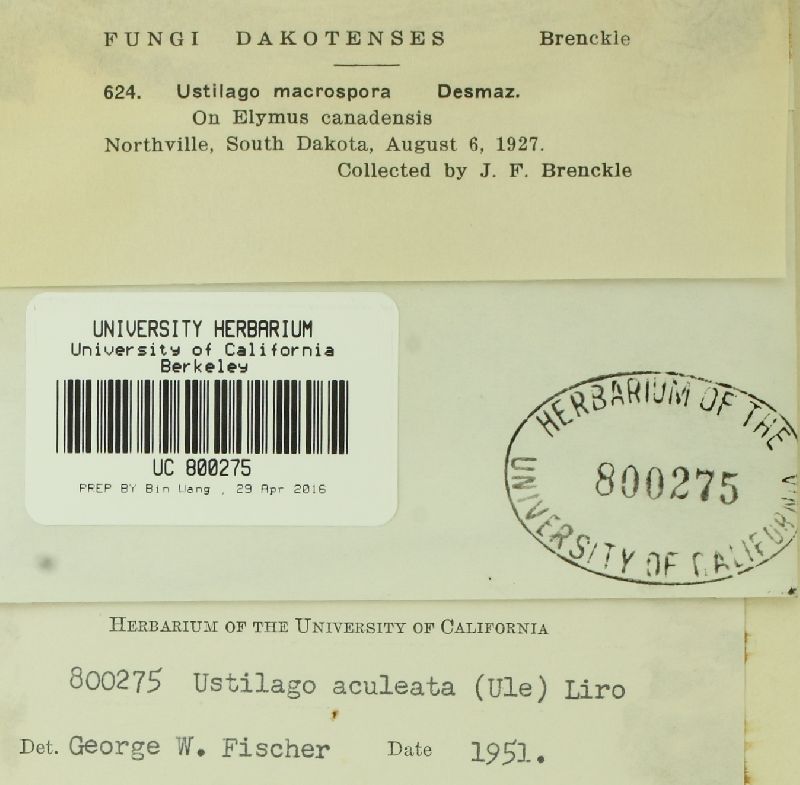 FUNGI DAKOTENSES Brenckle
624. Ustilago macrospora Desmaz.
On Elymus canadensis
Northville, South Dakota, August 6, 1927.
Collected by J. F. Brenckle
UNIVERSITY HERBARIUM
University of California
Berkeley
UC 800275
PREP BY Bin Wang , 29 Apr 2016
HERBARIUM OF THE
800275
UNIVERSITY OF CALIFORNIA
HERBARIUM OF THE UNIVERSITY OF CALIFORNIA
800275 Ustilago aculeata (Ule) Liro
Det. George W. Fischer Date 1951.